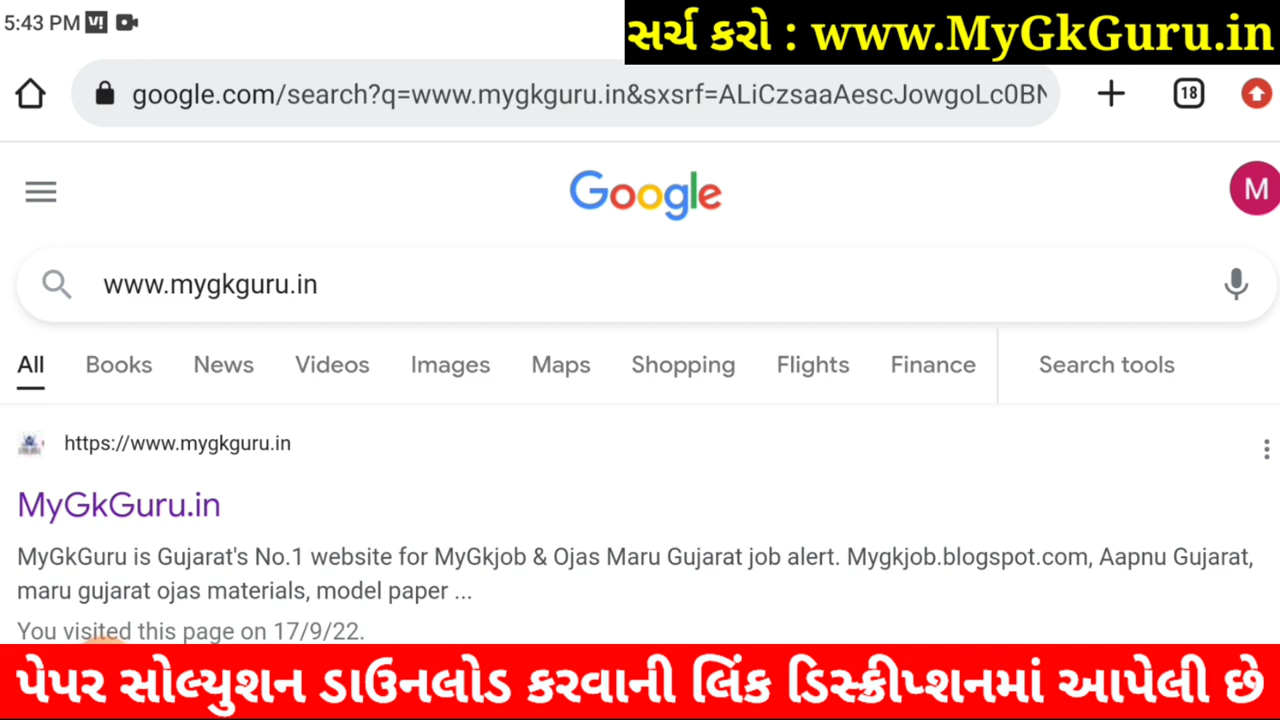 5:43 PM
સર્ચ કરો : www.MyGkGuru.in
google.com/search?q=www.mygkguru.in&sxsrf=ALiCzsaaAescJowgoLc0BN
18
Google
M
www.mygkguru.in
All Books News Videos Images Maps Shopping Flights Finance Search tools
https://www.mygkguru.in
MyGkGuru.in
MyGkGuru is Gujarat's No.1 website for MyGkjob & Ojas Maru Gujarat job alert. Mygkjob.blogspot.com, Aapnu Gujarat,
maru gujarat ojas materials, model paper ...
You visited this page on 17/9/22.
પેપર સોલ્યુશન ડાઉનલોડ કરવાની લિંક ડિસ્ક્રીપ્શનમાં આપેલી છે